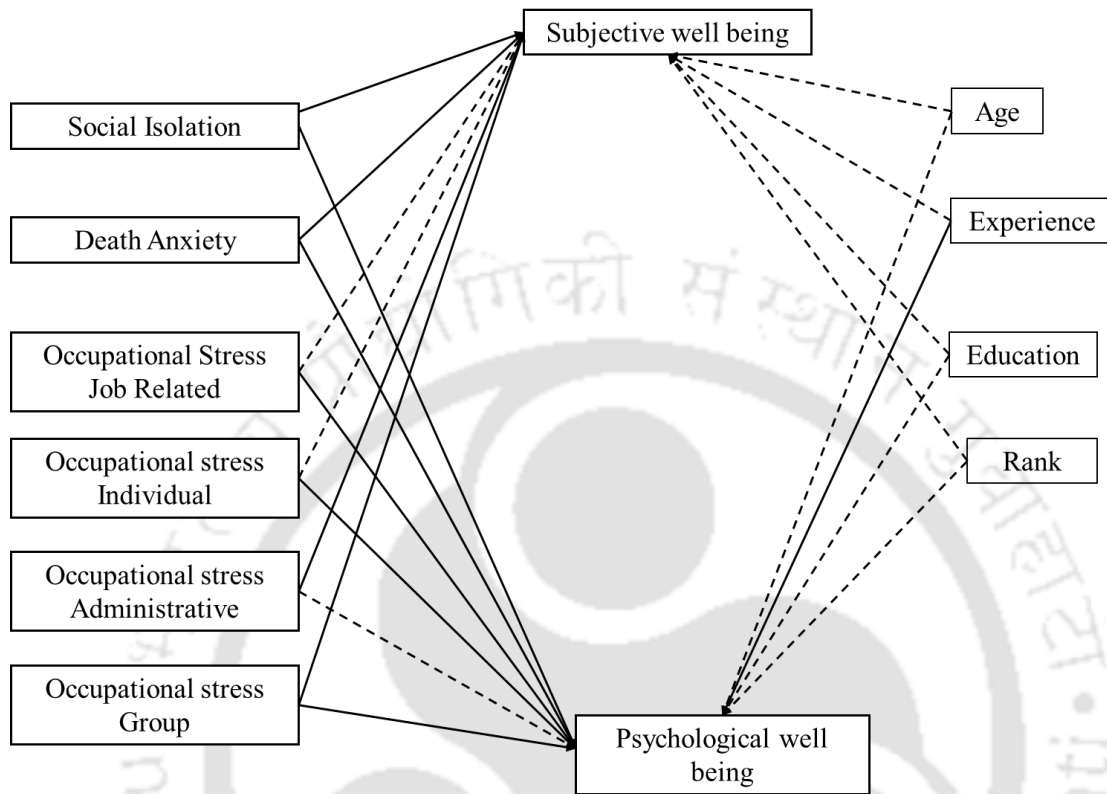 Subjective well being
Social Isolation
Age
Death Anxiety
Experience
Occupational Stress
Job Related
Education
Occupational stress
Individual
Rank
Occupational stress
Administrative
Occupational stress
Group
Psychological well
being